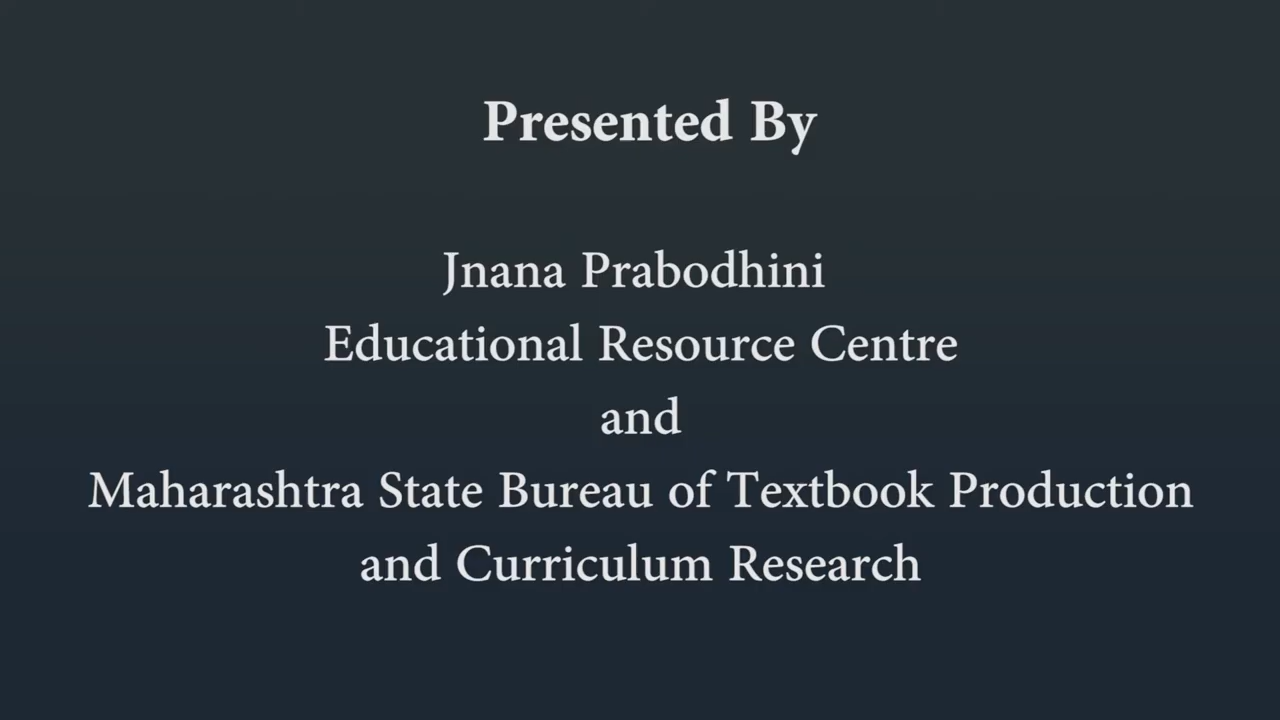 Presented By
Jnana Prabodhini
Educational Resource Centre
and
Maharashtra State Bureau of Textbook Production
and Curriculum Research